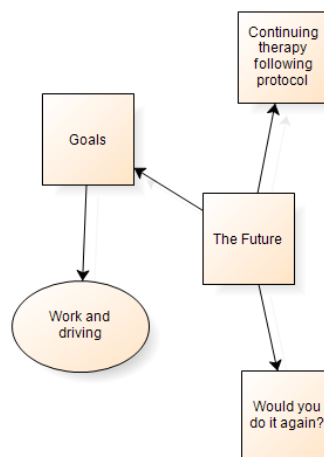 Continuing
therapy
following
protocol
Goals
The Future
Work and
driving
Would you
do it again?